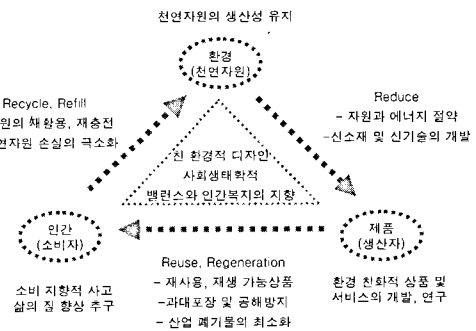 천연자원의 생산성 유지
환경
(천연자원)
Recycle, Refill
원의 재활용, 재충전
연자원 손실의 극소화
Reduce
– 자원과 에너지 절약
–신소재 및 신기술의 개발
친 환경적 디자인
사회생태학적
밸런스와 인간복지의 지향
인간
(소비자)
제품
(생산자)
Reuse, Regeneration
– 재사용, 재생 가능상품
–과대포장 및 공해방지
– 산업 폐기물의 최소화
소비 지향적 사고
삶의 질 향상 추구
환경 친화적 상품 및
서비스의 개발, 연구